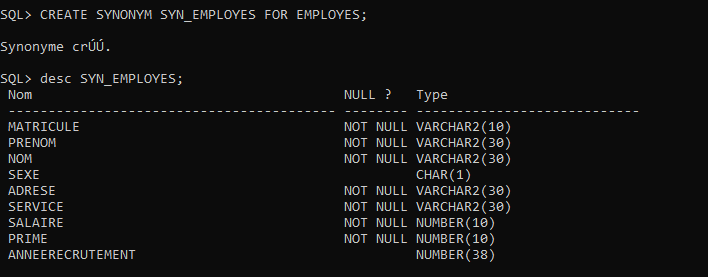 SQL> CREATE SYNONYM SYN_EMPLOYES FOR EMPLOYES;
Synonyme crÚÚ.
SQL> desc SYN_EMPLOYES;
Nom NULL ? Type
----------------------------------------- -------- ----------------------------
MATRICULE NOT NULL VARCHAR2(10)
PRENOM NOT NULL VARCHAR2(30)
NOM NOT NULL VARCHAR2(30)
SEXE CHAR(1)
ADRESE NOT NULL VARCHAR2(30)
SERVICE NOT NULL VARCHAR2(30)
SALAIRE NOT NULL NUMBER(10)
PRIME NOT NULL NUMBER(10)
ANNEERECRUTEMENT NUMBER(38)